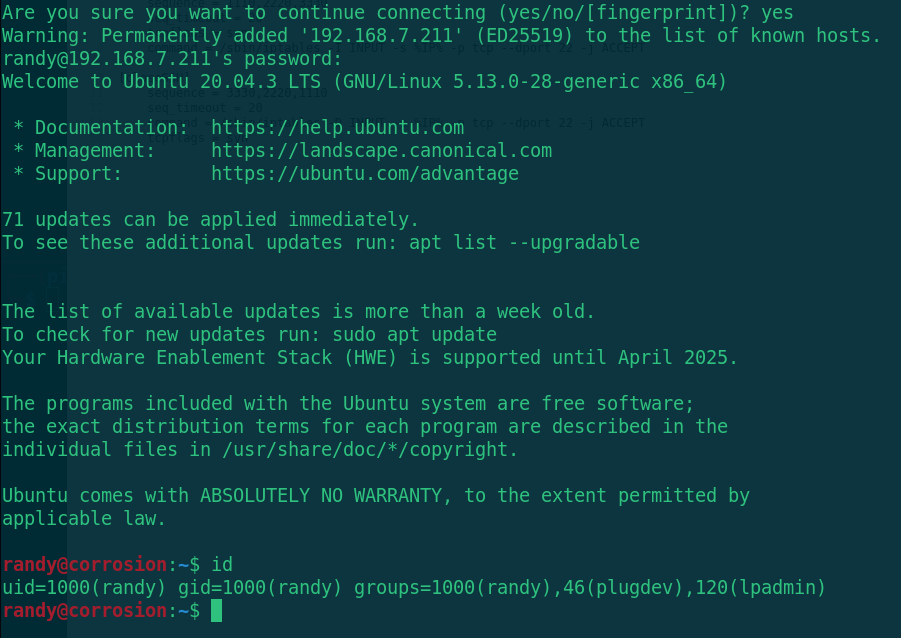 Are you sure you want to continue connecting (yes/no/[fingerprint])? yes
Warning: Permanently added '192.168.7.211' (ED25519) to the list of known hosts.
randy@192.168.7.211's password:
Welcome to Ubuntu 20.04.3 LTS (GNU/Linux 5.13.0-28-generic x86_64)
seq_timeout = 20
* Documentation:  https://help.ubuntu.com
* Management:     https://landscape.canonical.com
* Support:        https://ubuntu.com/advantage
71 updates can be applied immediately.
To see these additional updates run: apt list --upgradable
The list of available updates is more than a week old.
To check for new updates run: sudo apt update
Your Hardware Enablement Stack (HWE) is supported until April 2025.
The programs included with the Ubuntu system are free software;
the exact distribution terms for each program are described in the
individual files in /usr/share/doc/*/copyright.
Ubuntu comes with ABSOLUTELY NO WARRANTY, to the extent permitted by
applicable law.
randy@corrosion:~$ id
uid=1000(randy) gid=1000(randy) groups=1000(randy),46(plugdev),120(lpadmin)
randy@corrosion:~$